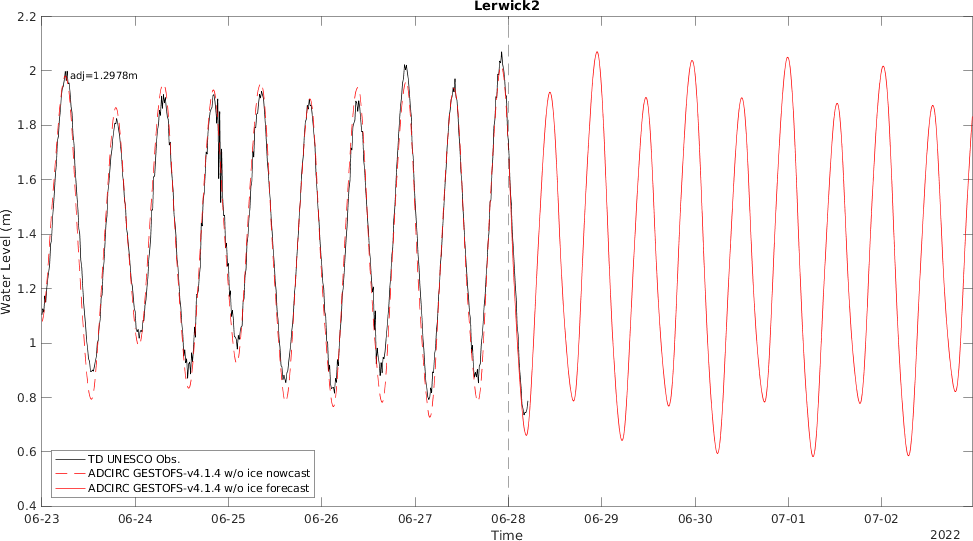 Lerwick2
2.2
2
adj=1.2978m
1.8
1.6
1.4
1.2
1
0.8
0.6
0.4
Water Level (m)
TD UNESCO Obs.
ADCIRC GESTOFS-v4.1.4 w/o ice nowcast
ADCIRC GESTOFS-v4.1.4 w/o ice forecast
06-23 06-24 06-25 06-26 06-27 06-28 06-29 06-30 07-01 07-02
Time
2022